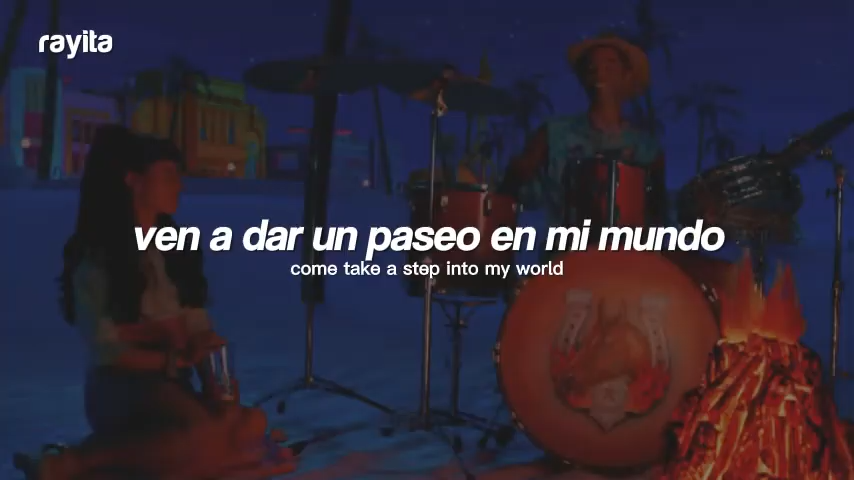 rayita
ven a dar un paseo en mi mundo
come take a step into my world